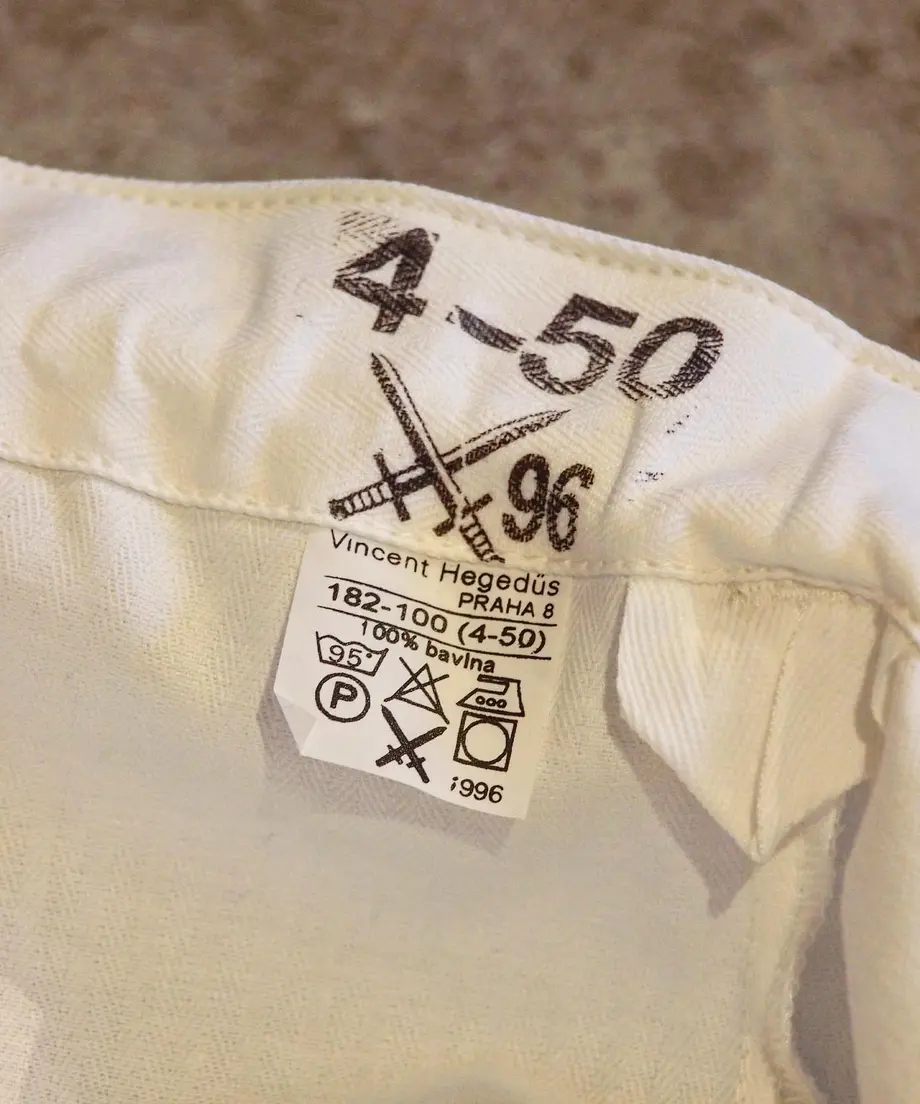 4-50
96
Vincent Hegedüs
PRAHA 8
182-100 (4-50)
100% bavlna
95°
P
1996